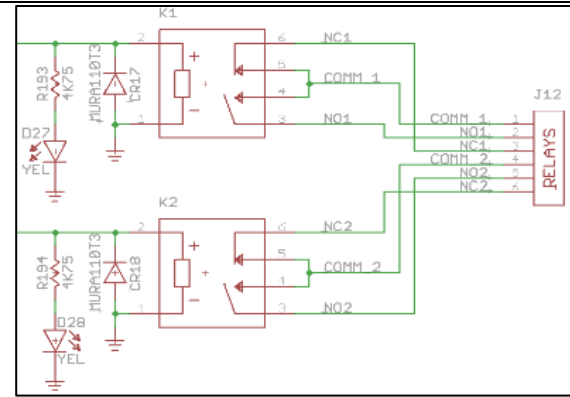 K1
2
6
NC1
R193
4K75
MURA110T3
CR17
+
5
COMM 1
4
−
D27
YEL
1
3
NO1
J12
RELAYS
COMM 1
1
NO1
2
NC1
3
COMM 2
4
NO2
5
NC2
6
K2
2
6
NC2
R194
4K75
MURA110T3
CR18
+
5
COMM 2
4
−
1
3
NO2
D28
YEL